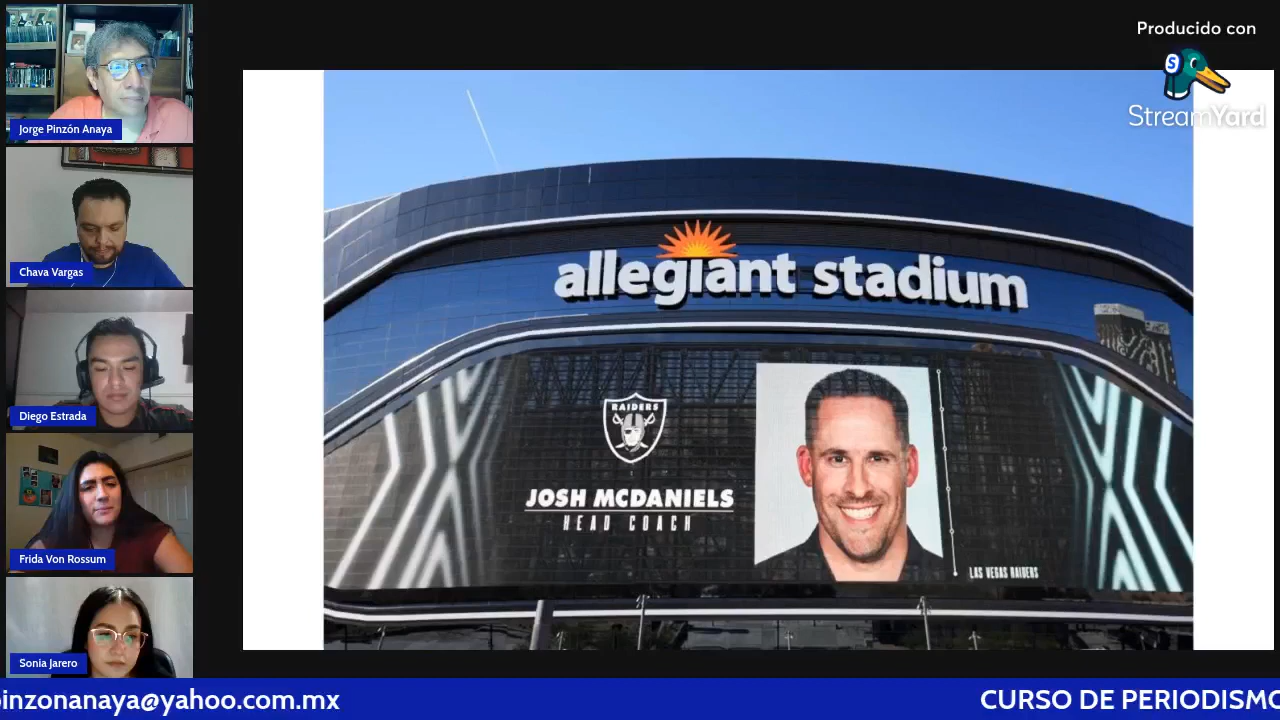 Producido con
StreamYard
Jorge Pinzón Anaya
Chava Vargas
Diego Estrada
Frida Von Rossum
Sonia Jarero
allegiant stadium
RAIDERS
JOSH MCDANIELS
HEAD COACH
LAS VEGAS RAIDERS
pinzonanaya@yahoo.com.mx
CURSO DE PERIODISMO